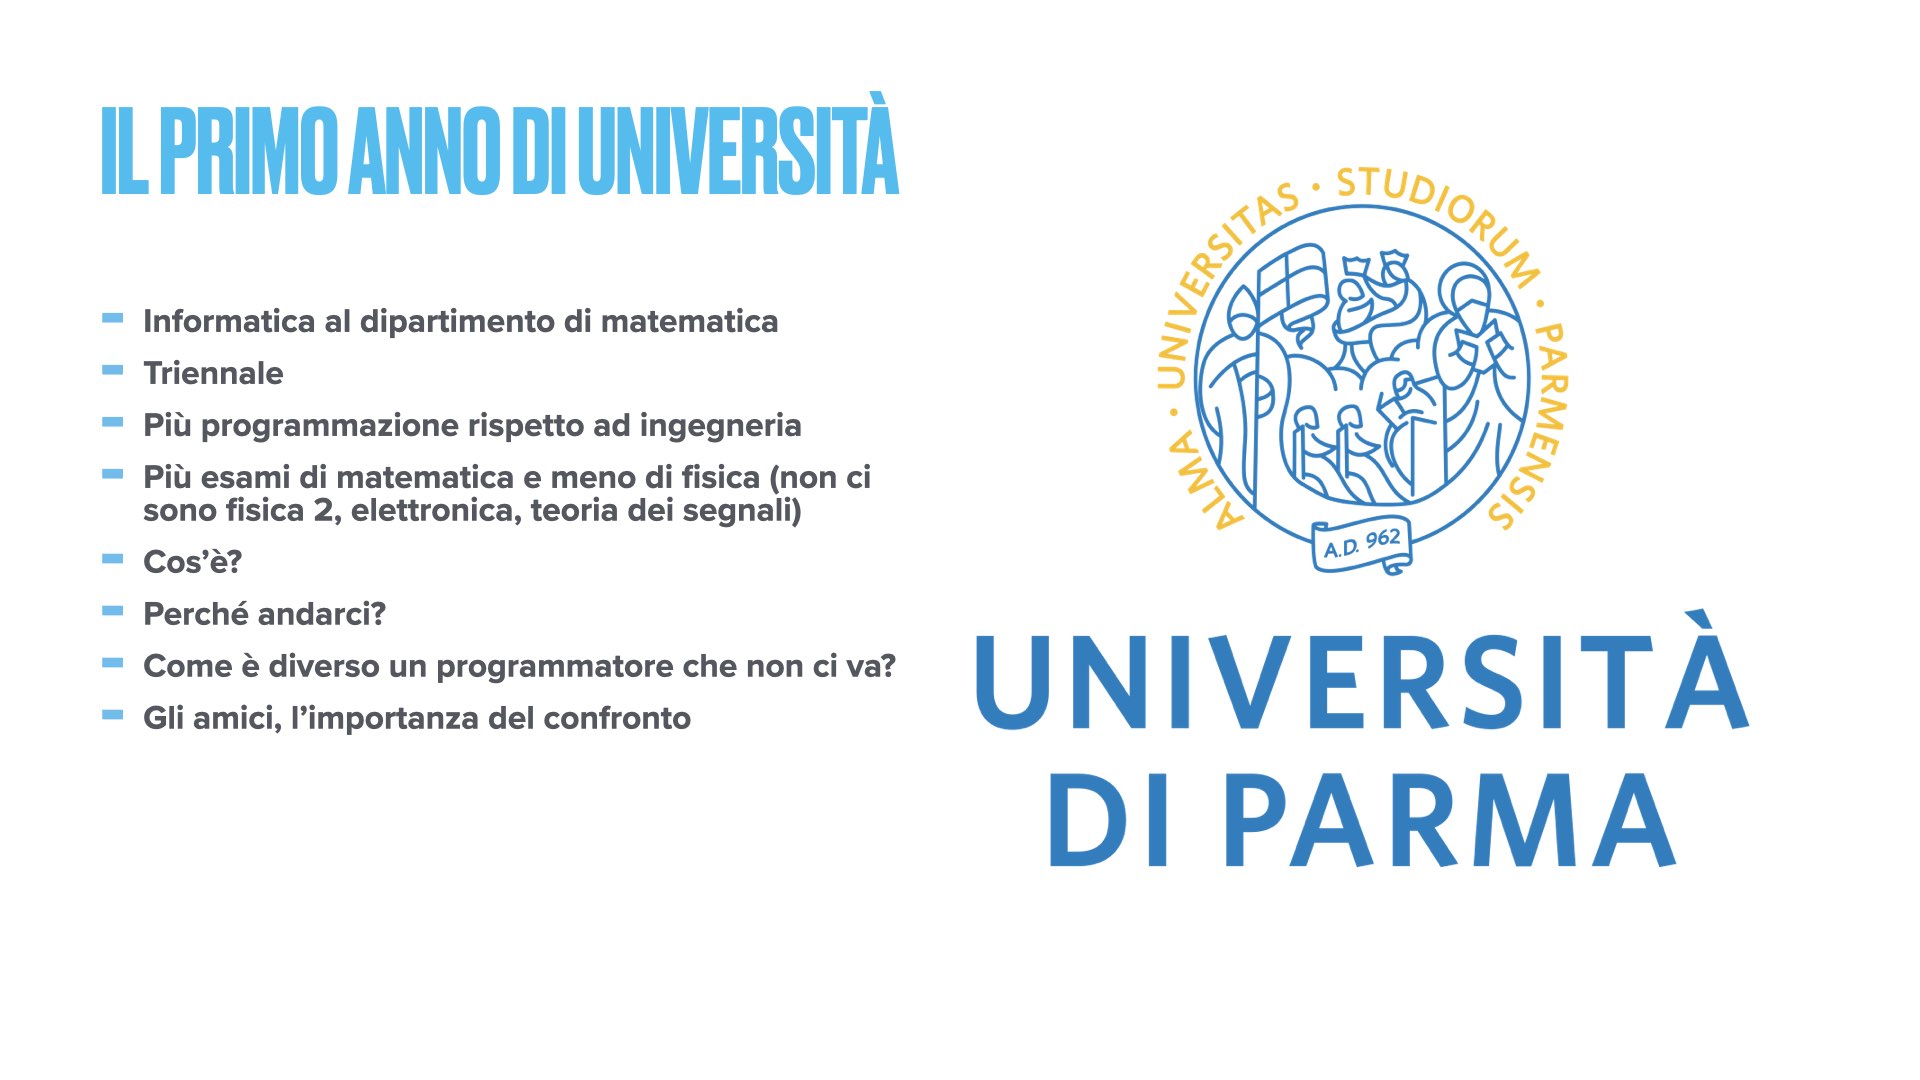 IL PRIMO ANNO DI UNIVERSITÀ
Informatica al dipartimento di matematica
Triennale
Più programmazione rispetto ad ingegneria
Più esami di matematica e meno di fisica (non ci
sono fisica 2, elettronica, teoria dei segnali)
Cos’è?
Perché andarci?
Come è diverso un programmatore che non ci va?
Gli amici, l’importanza del confronto
ALMA · UNIVERSITAS · STUDIORUM · PARMENSIS
A.D. 962
UNIVERSITÀ
DI PARMA